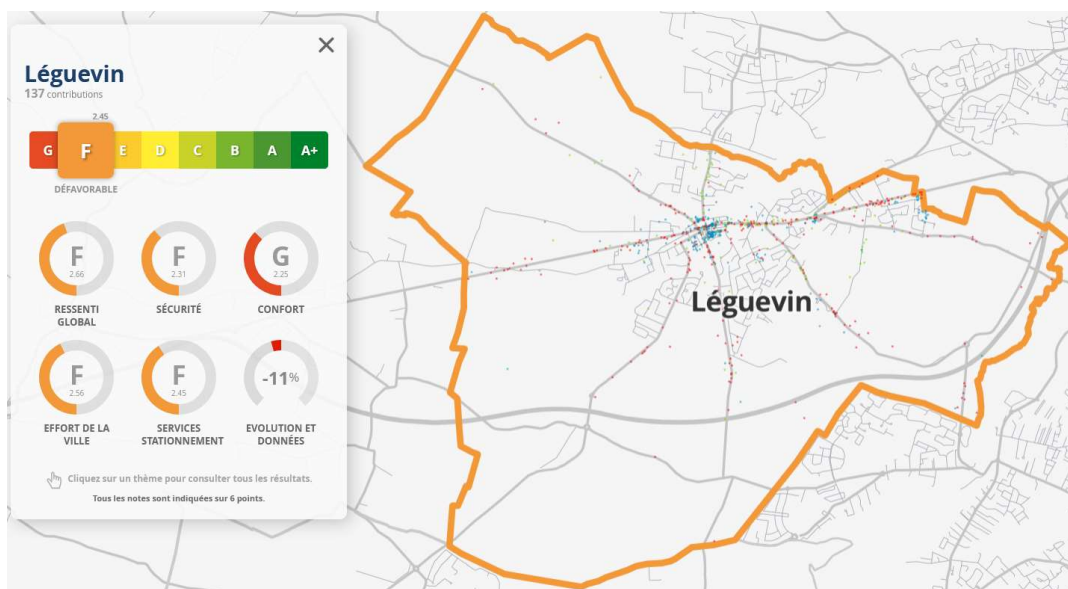 Léguevin
137 contributions
2.45
G F E D C B A A+
DÉFAVORABLE
F
2.66
RESSENTI
GLOBAL
F
2.31
SÉCURITÉ
G
2.25
CONFORT
F
2.56
EFFORT DE LA
VILLE
F
2.45
SERVICES
STATIONNEMENT
-11%
EVOLUTION ET
DONNÉES
Cliquez sur un thème pour consulter tous les résultats.
Tous les notes sont indiquées sur 6 points.
Léguevin